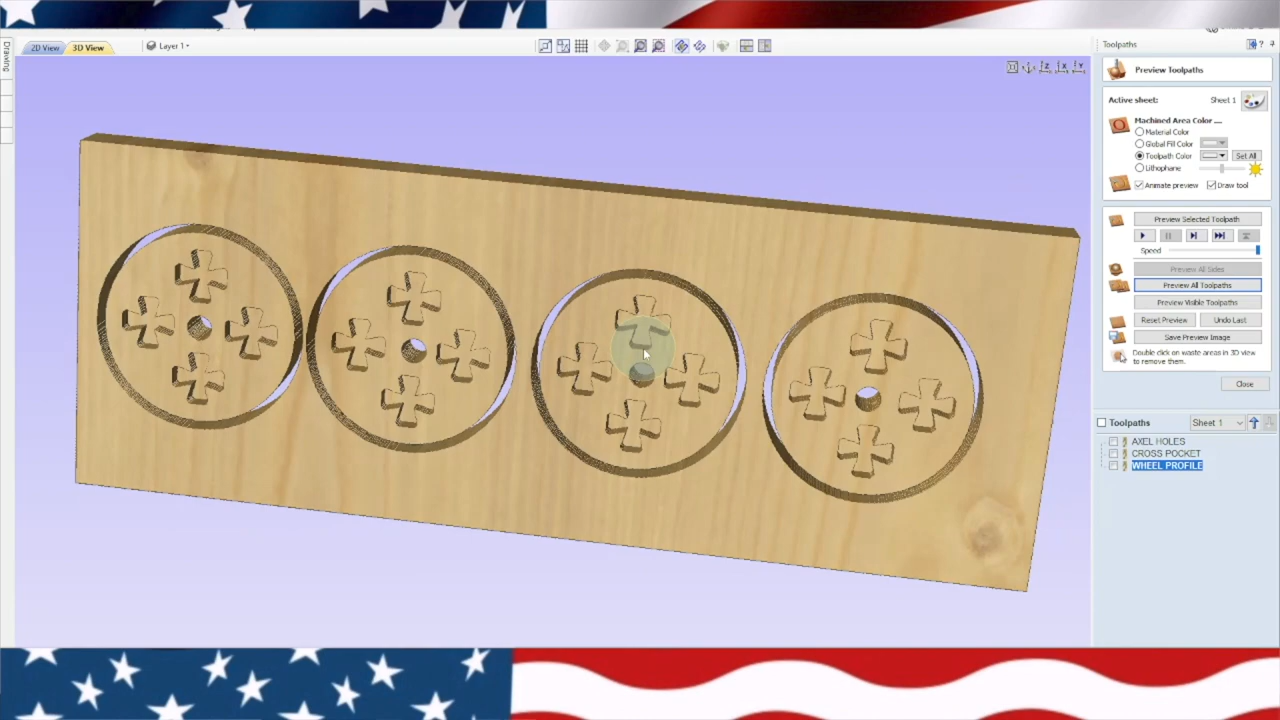 2D View 3D View Layer 1
Drawing
Toolpaths
Preview Toolpaths
Active sheet: Sheet 1
Machined Area Color ....
Material Color
Global Fill Color
Toolpath Color Set All
Lithophane
Animate preview Draw tool
Preview Selected Toolpath
Speed
Preview All Sides
Preview All Toolpaths
Preview Visible Toolpaths
Reset Preview Undo Last
Save Preview Image
Double click on waste areas in 3D view
to remove them.
Close
Toolpaths Sheet 1
AXEL HOLES
CROSS POCKET
WHEEL PROFILE